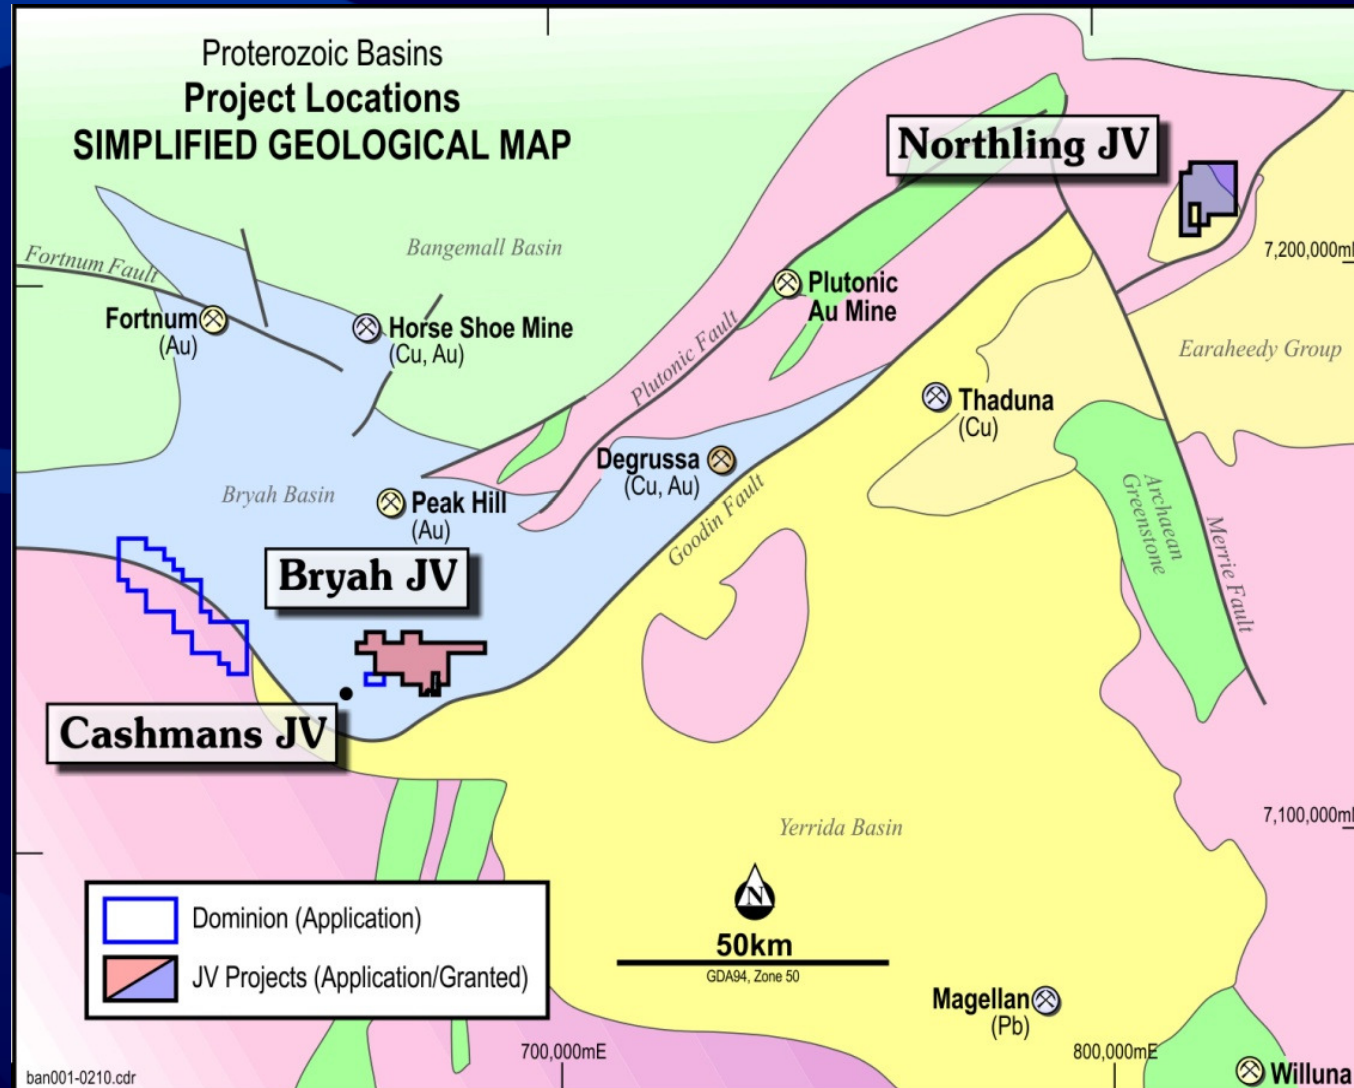 Proterozoic Basins
Project Locations
SIMPLIFIED GEOLOGICAL MAP
Northling JV
Bangemall Basin
7,200,000m
Fortnum Fault
Plutonic
Au Mine
Fortnum
(Au)
Horse Shoe Mine
(Cu, Au)
Plutonic Fault
Earaheedy Group
Thaduna
(Cu)
Degrussa
(Cu, Au)
Bryah Basin
Peak Hill
(Au)
Goodin Fault
Archaean
Greenstone
Merrie Fault
Bryah JV
Cashmans JV
Yerrida Basin
7,100,000m
Dominion (Application)
JV Projects (Application/Granted)
N
50km
GDA94, Zone 50
Magellan
(Pb)
700,000mE
800,000mE
Willuna
ban001-0210.cdr